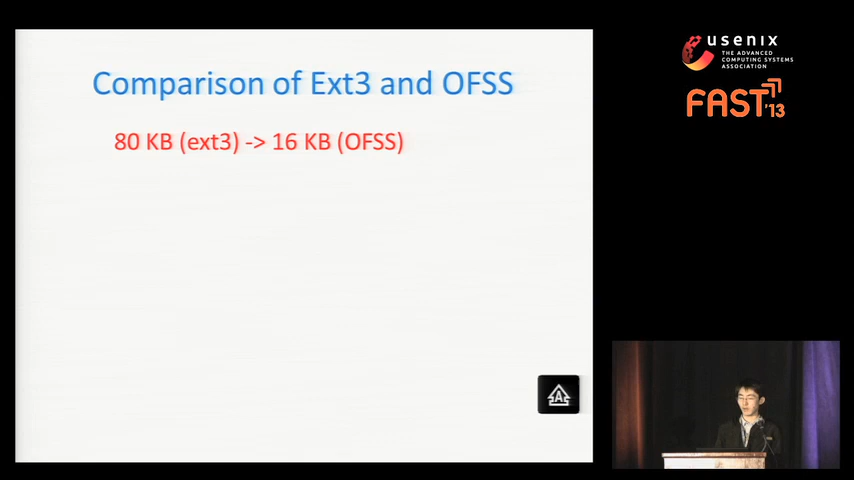 Comparison of Ext3 and OFSS
80 KB (ext3) -> 16 KB (OFSS)
A
usenix
THE ADVANCED
COMPUTING SYSTEMS
ASSOCIATION
FAST '13